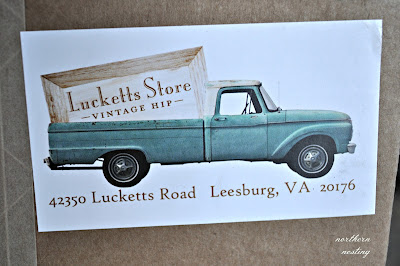 Lucketts Store
– VINTAGE HIP –
42350 Lucketts Road Leesburg, VA 20176
northern
nesting